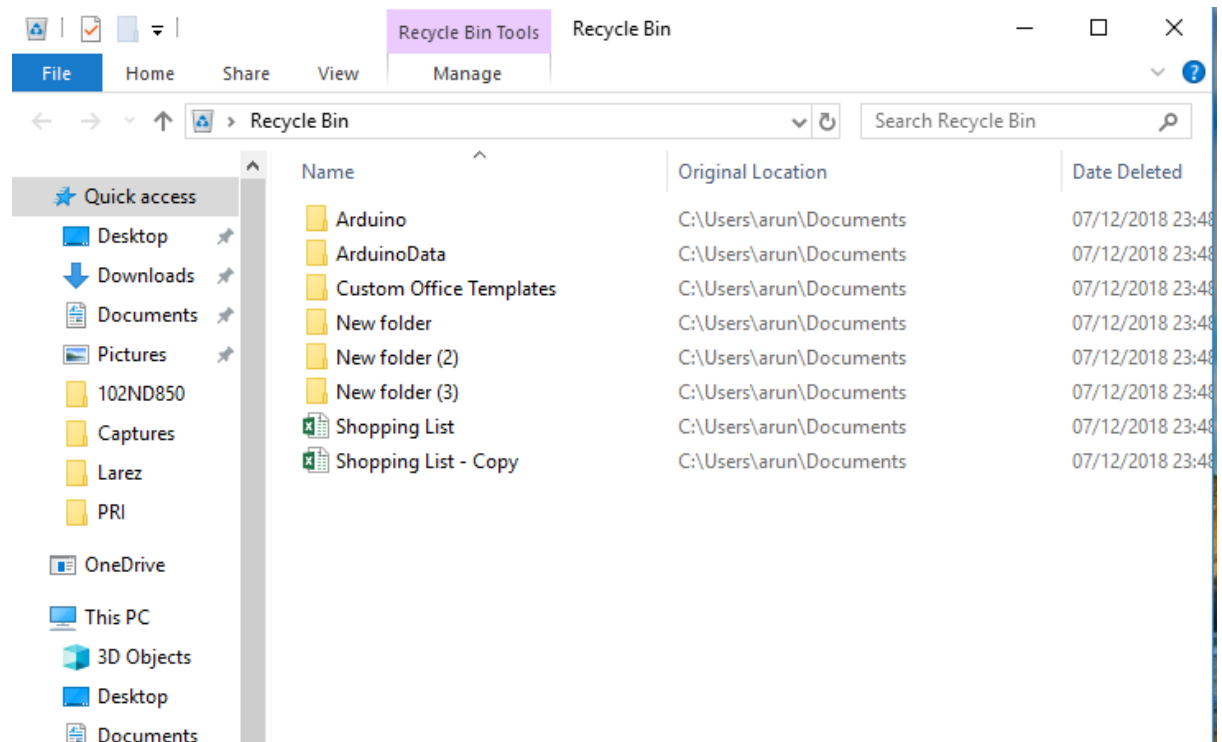 Recycle Bin Tools Recycle Bin
File Home Share View Manage ?
Recycle Bin Search Recycle Bin
Name Original Location Date Deleted
Quick access
Desktop
Downloads
Documents
Pictures
102ND850
Captures
Larez
PRI
OneDrive
This PC
3D Objects
Desktop
Documents
Arduino C:\Users\arun\Documents 07/12/2018 23:48
ArduinoData C:\Users\arun\Documents 07/12/2018 23:48
Custom Office Templates C:\Users\arun\Documents 07/12/2018 23:48
New folder C:\Users\arun\Documents 07/12/2018 23:48
New folder (2) C:\Users\arun\Documents 07/12/2018 23:48
New folder (3) C:\Users\arun\Documents 07/12/2018 23:48
Shopping List C:\Users\arun\Documents 07/12/2018 23:48
Shopping List - Copy C:\Users\arun\Documents 07/12/2018 23:48